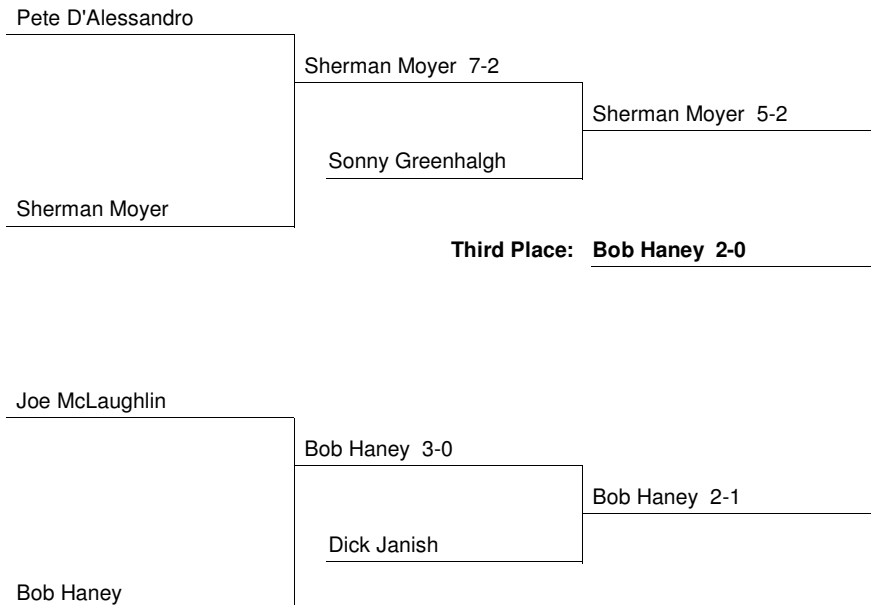 Pete D'Alessandro
Sherman Moyer 7-2
Sherman Moyer 5-2
Sonny Greenhalgh
Sherman Moyer
Third Place: Bob Haney 2-0
Joe McLaughlin
Bob Haney 3-0
Bob Haney 2-1
Dick Janish
Bob Haney